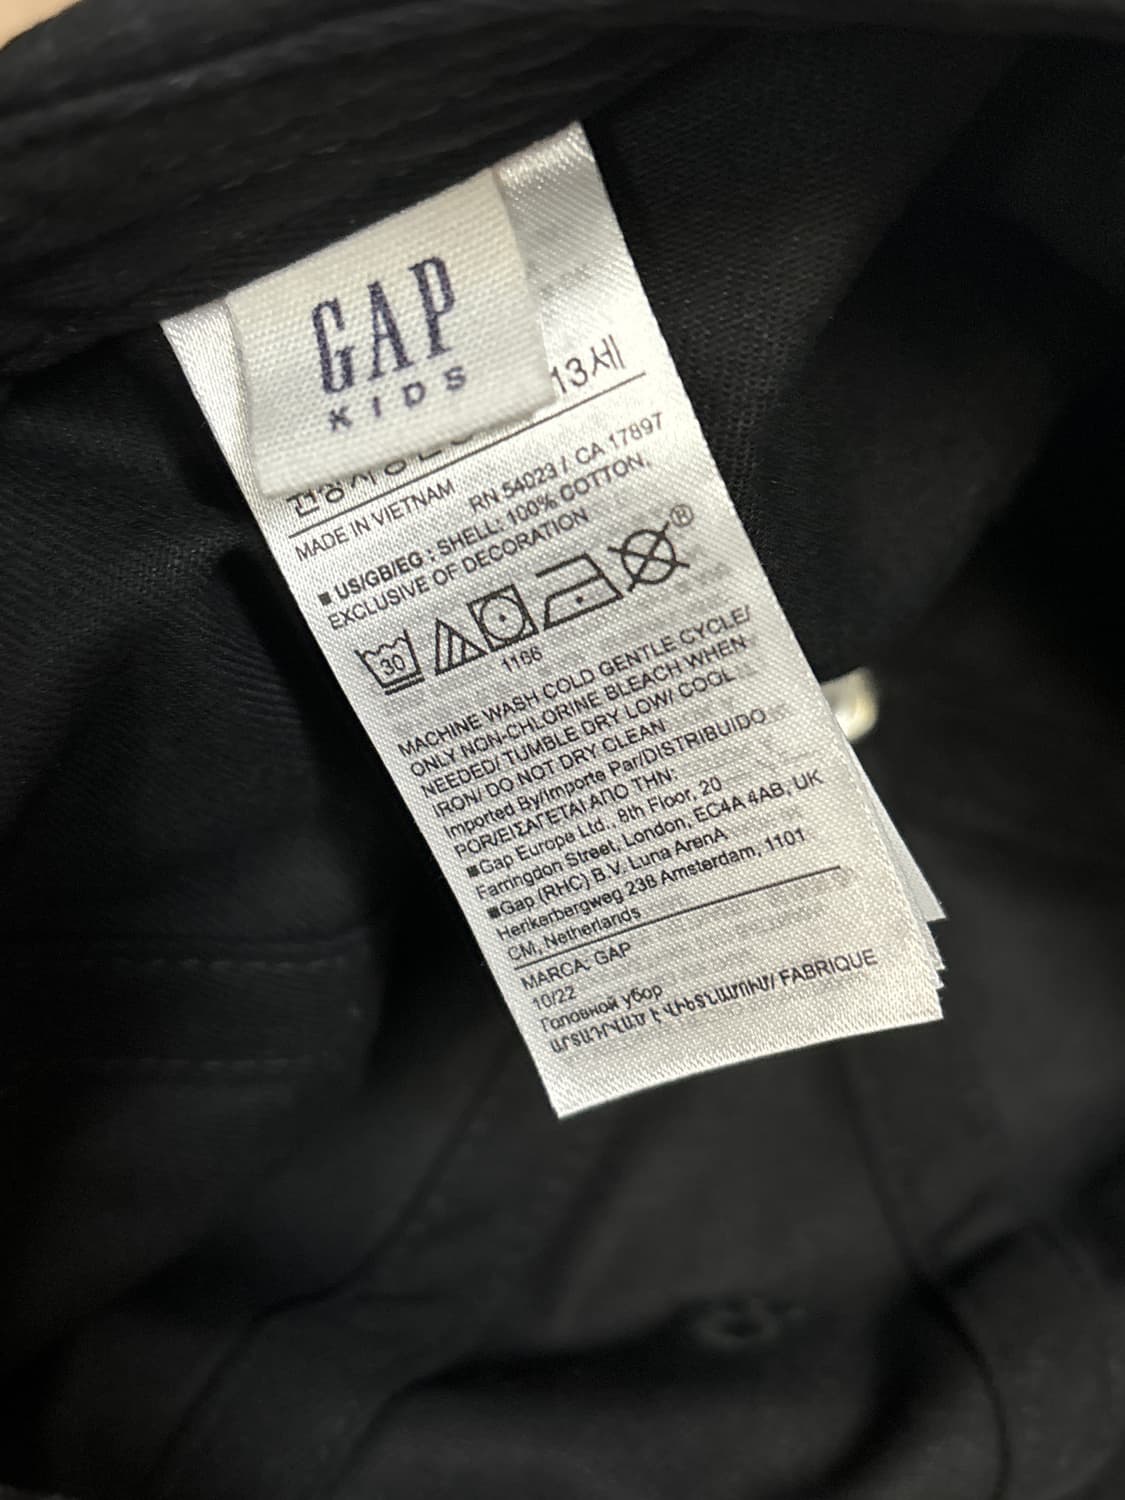 GAP
KIDS
13세
MADE IN VIETNAM RN 54023 / CA 17897
■ US/GB/EG : SHELL: 100% COTTON,
EXCLUSIVE OF DECORATION
30
®
1166
MACHINE WASH COLD GENTLE CYCLE/
ONLY NON-CHLORINE BLEACH WHEN
NEEDED/ TUMBLE DRY LOW/ COOL
IRON/ DO NOT DRY CLEAN
Imported By/Importe Par/DISTRIBUIDO
POR/ΕΙΣΑΓΕΤΑΙ ΑΠΟ ΤΗΝ:
■Gap Europe Ltd., 8th Floor, 20
Farringdon Street, London, EC4A 4AB, UK
■Gap (RHC) B.V. Luna ArenA
Herikerbergweg 238 Amsterdam, 1101
CM, Netherlands
MARCA: GAP
10/22
Головной убор
ԱՐՏԱԴՐՎԱԾ Է ՎԻԵՏՆԱՄՈՒՄ/ FABRIQUE